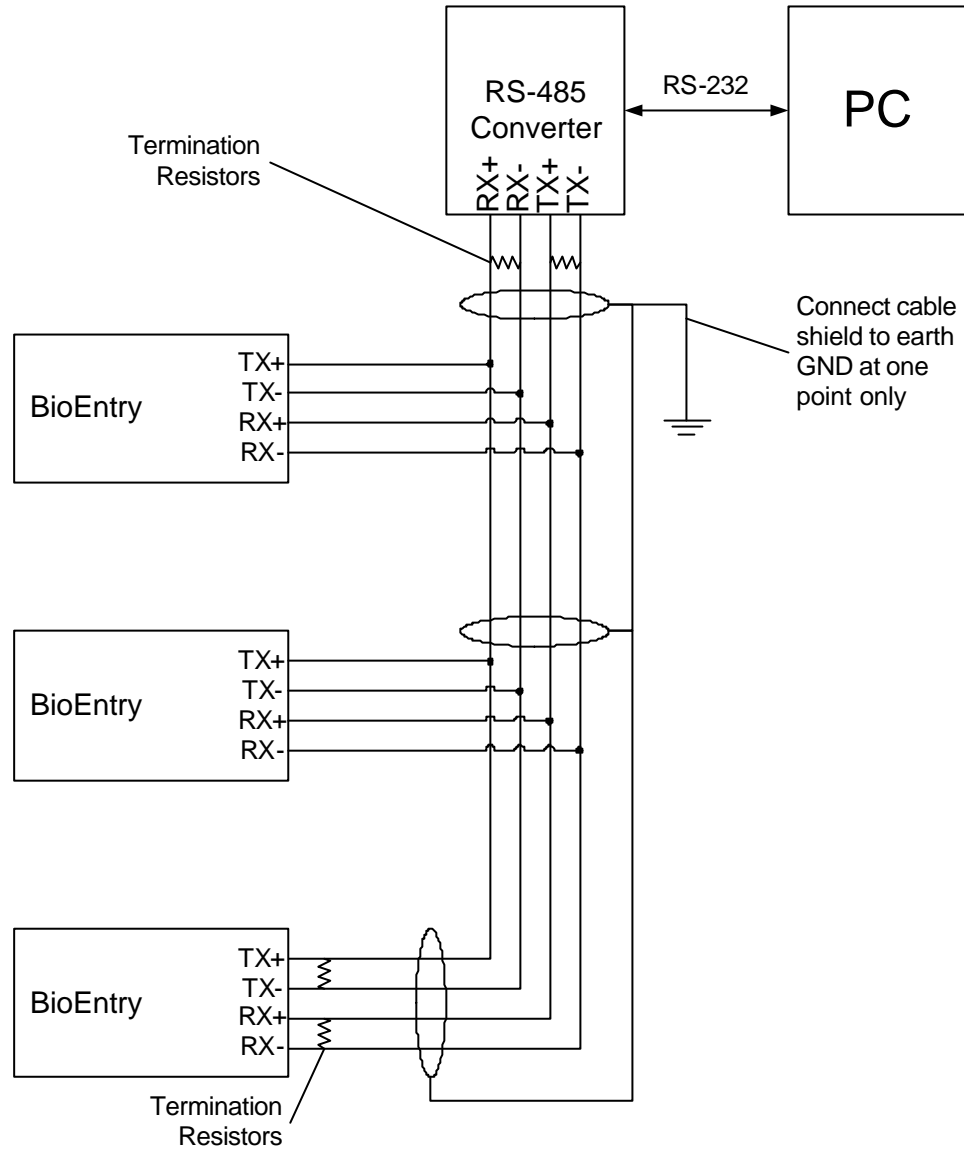 RS-485
Converter
RS-232
PC
RX+
RX-
TX+
TX-
Termination
Resistors
Connect cable
shield to earth
GND at one
point only
BioEntry
TX+
TX-
RX+
RX-
BioEntry
TX+
TX-
RX+
RX-
BioEntry
TX+
TX-
RX+
RX-
Termination
Resistors